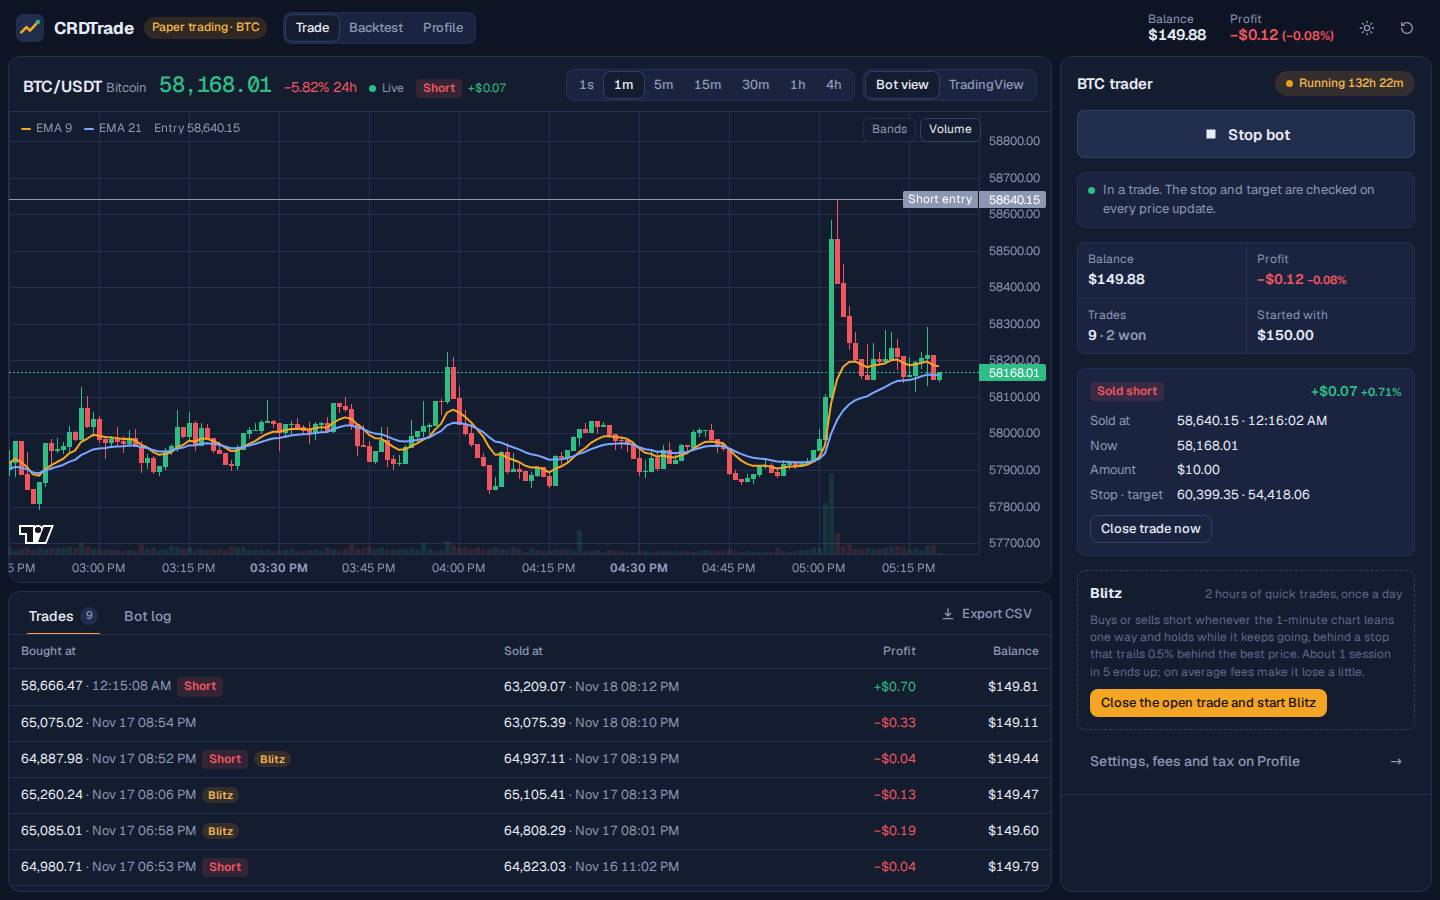 CRDTrade
Paper trading · BTC
Trade Backtest Profile
Balance
$149.88
Profit
−$0.12 (−0.08%)
BTC/USDT Bitcoin 58,168.01 −5.82% 24h Live Short +$0.07
1s 1m 5m 15m 30m 1h 4h
Bot view TradingView
EMA 9 EMA 21 Entry 58,640.15
Bands Volume
58800.00
58700.00
Short entry 58640.15
58600.00
58500.00
58400.00
58300.00
58200.00
58168.01
58100.00
58000.00
57900.00
57800.00
57700.00
5 PM 03:00 PM 03:15 PM 03:30 PM 03:45 PM 04:00 PM 04:15 PM 04:30 PM 04:45 PM 05:00 PM 05:15 PM
Trades 9 Bot log
Export CSV
Bought at Sold at Profit Balance
58,666.47 · 12:15:08 AM Short 63,209.07 · Nov 18 08:12 PM +$0.70 $149.81
65,075.02 · Nov 17 08:54 PM 63,075.39 · Nov 18 08:10 PM −$0.33 $149.11
64,887.98 · Nov 17 08:52 PM Short Blitz 64,937.11 · Nov 17 08:19 PM −$0.04 $149.44
65,260.24 · Nov 17 08:06 PM Blitz 65,105.41 · Nov 17 08:13 PM −$0.13 $149.47
65,085.01 · Nov 17 06:58 PM Blitz 64,808.29 · Nov 17 08:01 PM −$0.19 $149.60
64,980.71 · Nov 17 06:53 PM Short 64,823.03 · Nov 16 11:02 PM −$0.04 $149.79
BTC trader
Running 132h 22m
Stop bot
In a trade. The stop and target are checked on
every price update.
Balance
$149.88
Profit
−$0.12 −0.08%
Trades
9 · 2 won
Started with
$150.00
Sold short +$0.07 +0.71%
Sold at 58,640.15 · 12:16:02 AM
Now 58,168.01
Amount $10.00
Stop · target 60,399.35 · 54,418.06
Close trade now
Blitz 2 hours of quick trades, once a day
Buys or sells short whenever the 1-minute chart leans
one way and holds while it keeps going, behind a stop
that trails 0.5% behind the best price. About 1 session
in 5 ends up; on average fees make it lose a little.
Close the open trade and start Blitz
Settings, fees and tax on Profile →